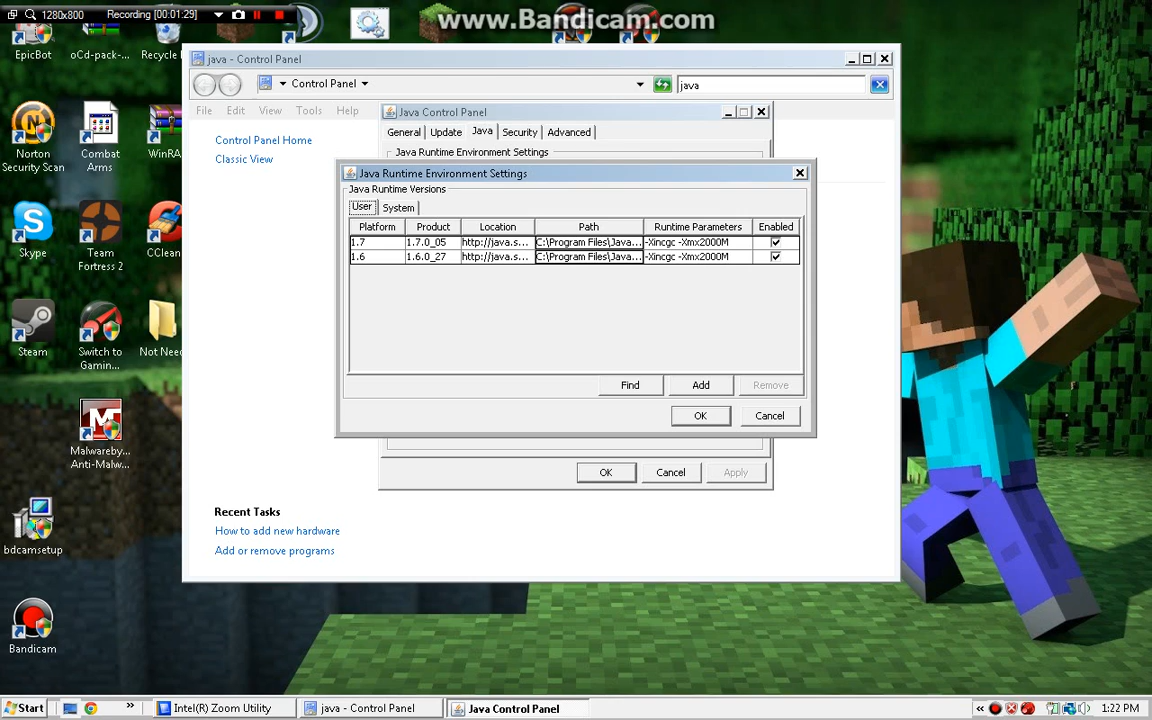 1280x800 Recording [00:01:29]
www.Bandicam.com
EpicBot
oCd-pack-...
Recycle
java - Control Panel
Control Panel
java
File Edit View Tools Help
Control Panel Home
Classic View
Java Control Panel
General Update Java Security Advanced
Java Runtime Environment Settings
Java Runtime Environment Settings
Java Runtime Versions
User System
Platform Product Location Path Runtime Parameters Enabled
1.7 1.7.0_05 http://java.s... C:\Program Files\Java... -Xincgc -Xmx2000M
1.6 1.6.0_27 http://java.s... C:\Program Files\Java... -Xincgc -Xmx2000M
Find Add Remove
OK Cancel
OK Cancel Apply
Recent Tasks
How to add new hardware
Add or remove programs
Norton
Security Scan
Combat
Arms
WinRA
Skype
Team
Fortress 2
CClean
Steam
Switch to
Gamin...
Not Nee
Malwareby...
Anti-Malw...
bdcamsetup
Bandicam
Start
Intel(R) Zoom Utility
java - Control Panel
Java Control Panel
1:22 PM